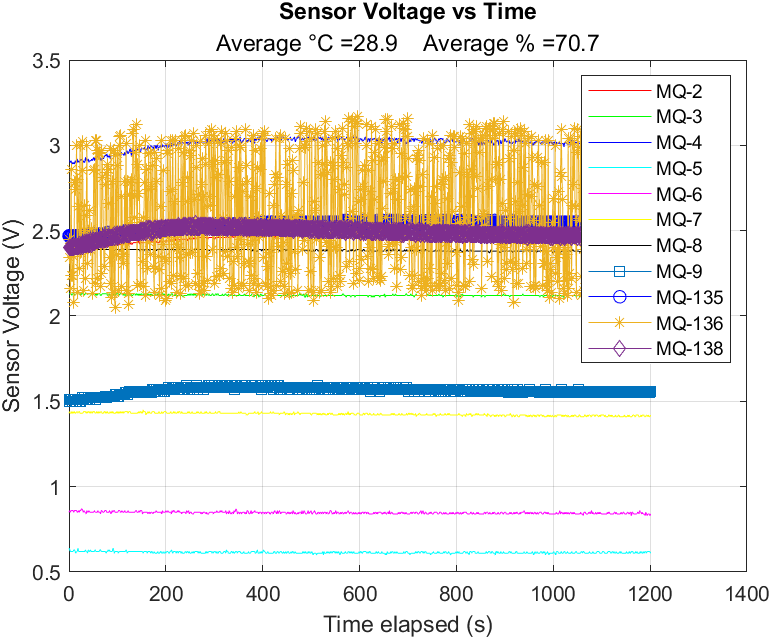 Sensor Voltage vs Time
Average °C =28.9 Average % =70.7
3.5
3
2.5
2
1.5
1
0.5
Sensor Voltage (V)
MQ-2
MQ-3
MQ-4
MQ-5
MQ-6
MQ-7
MQ-8
MQ-9
MQ-135
MQ-136
MQ-138
0 200 400 600 800 1000 1200 1400
Time elapsed (s)